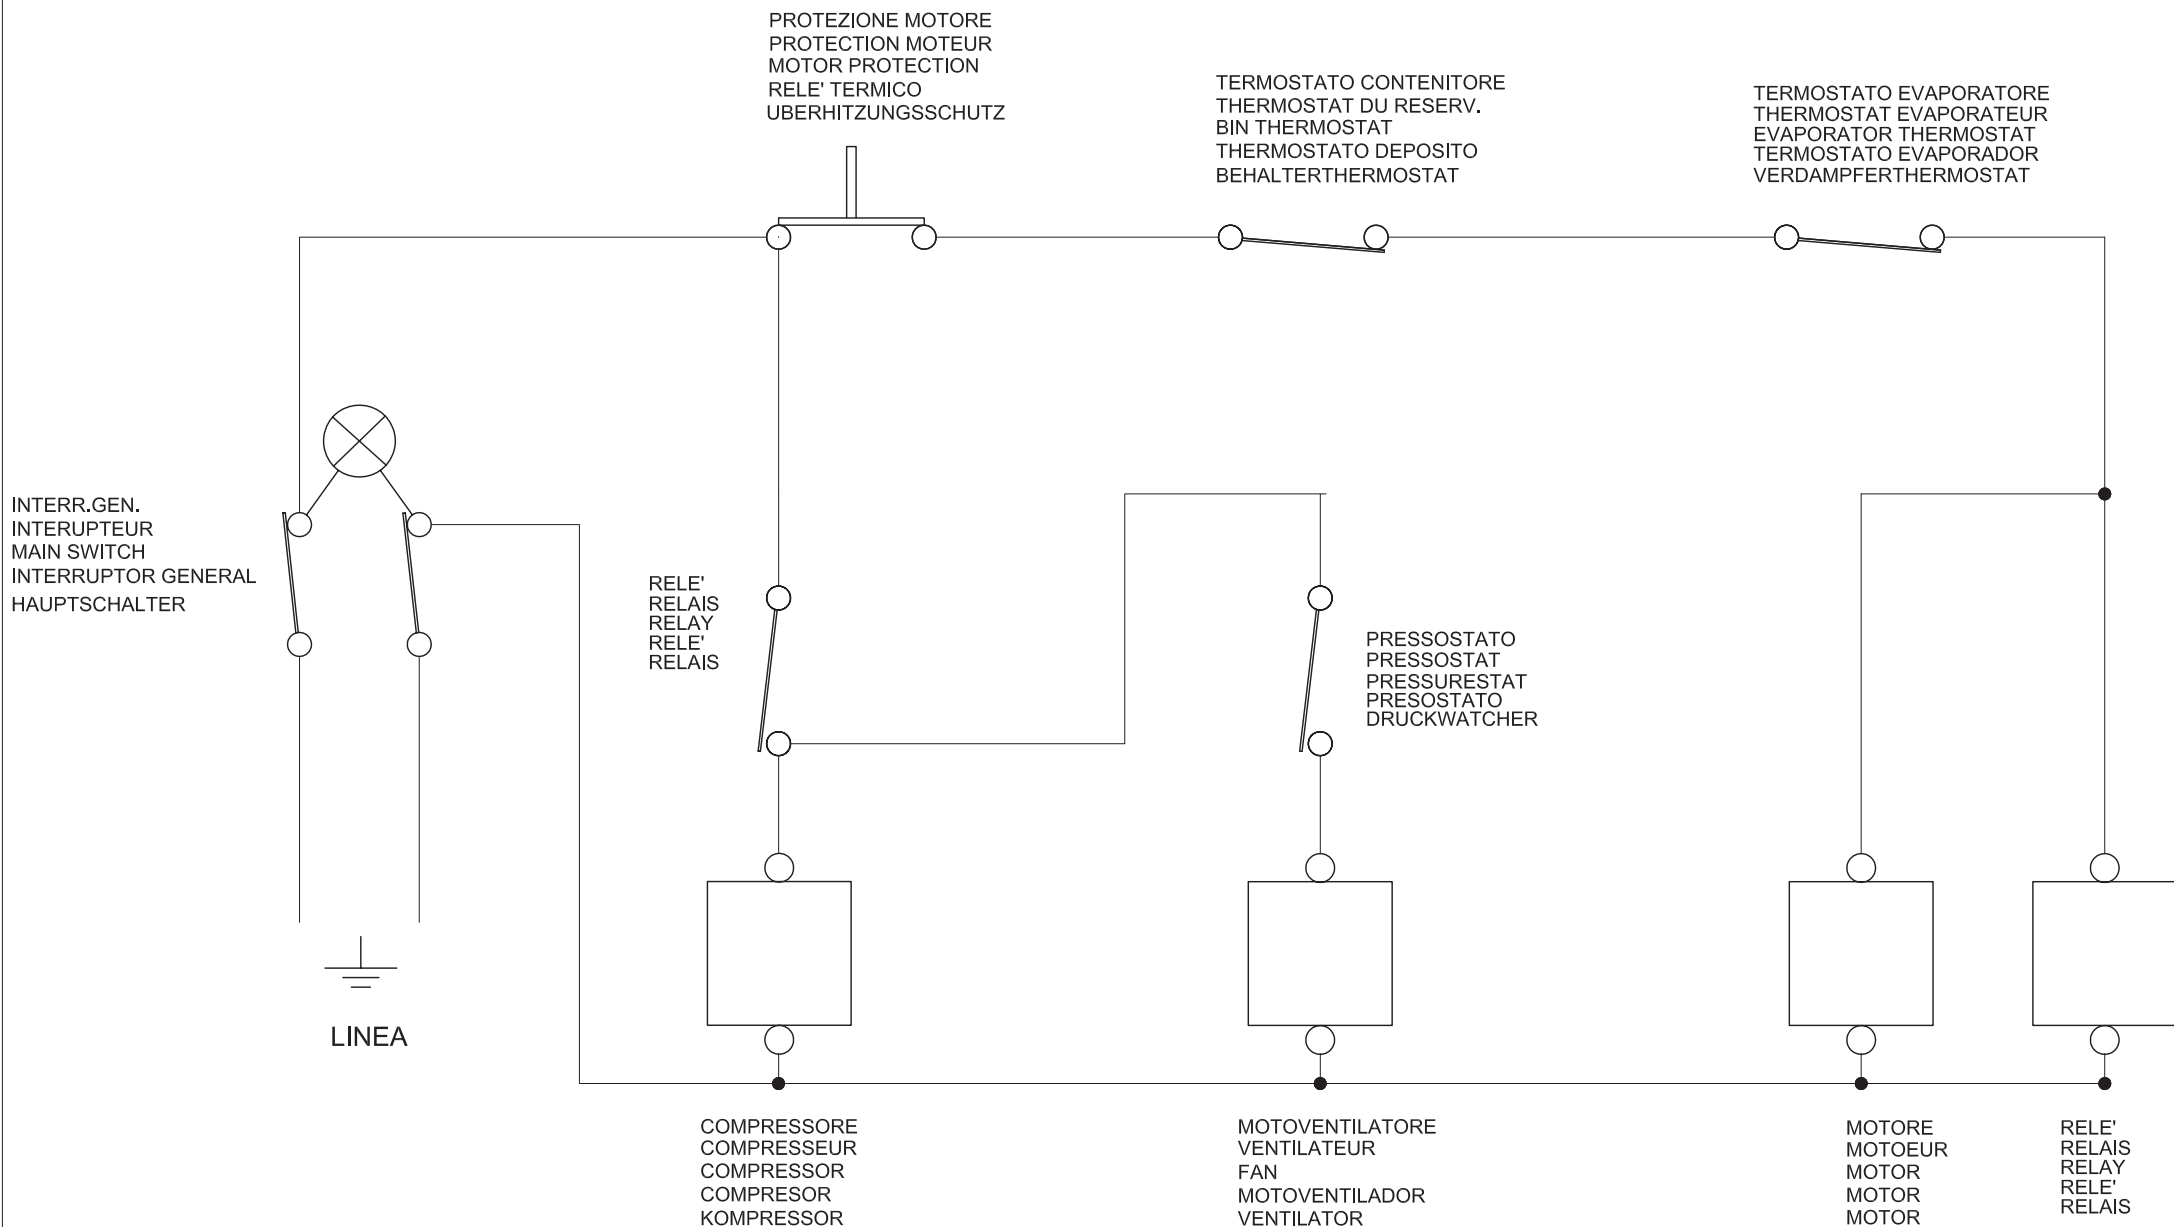 PROTEZIONE MOTORE
PROTECTION MOTEUR
MOTOR PROTECTION
RELE' TERMICO
UBERHITZUNGSSCHUTZ
TERMOSTATO CONTENITORE
THERMOSTAT DU RESERV.
BIN THERMOSTAT
THERMOSTATO DEPOSITO
BEHALTERTHERMOSTAT
TERMOSTATO EVAPORATORE
THERMOSTAT EVAPORATEUR
EVAPORATOR THERMOSTAT
TERMOSTATO EVAPORADOR
VERDAMPFERTHERMOSTAT
INTERR.GEN.
INTERUPTEUR
MAIN SWITCH
INTERRUPTOR GENERAL
HAUPTSCHALTER
RELE'
RELAIS
RELAY
RELE'
RELAIS
PRESSOSTATO
PRESSOSTAT
PRESSURESTAT
PRESOSTATO
DRUCKWATCHER
LINEA
COMPRESSORE
COMPRESSEUR
COMPRESSOR
COMPRESOR
KOMPRESSOR
MOTOVENTILATORE
VENTILATEUR
FAN
MOTOVENTILADOR
VENTILATOR
MOTORE
MOTOEUR
MOTOR
MOTOR
MOTOR
RELE'
RELAIS
RELAY
RELE'
RELAIS